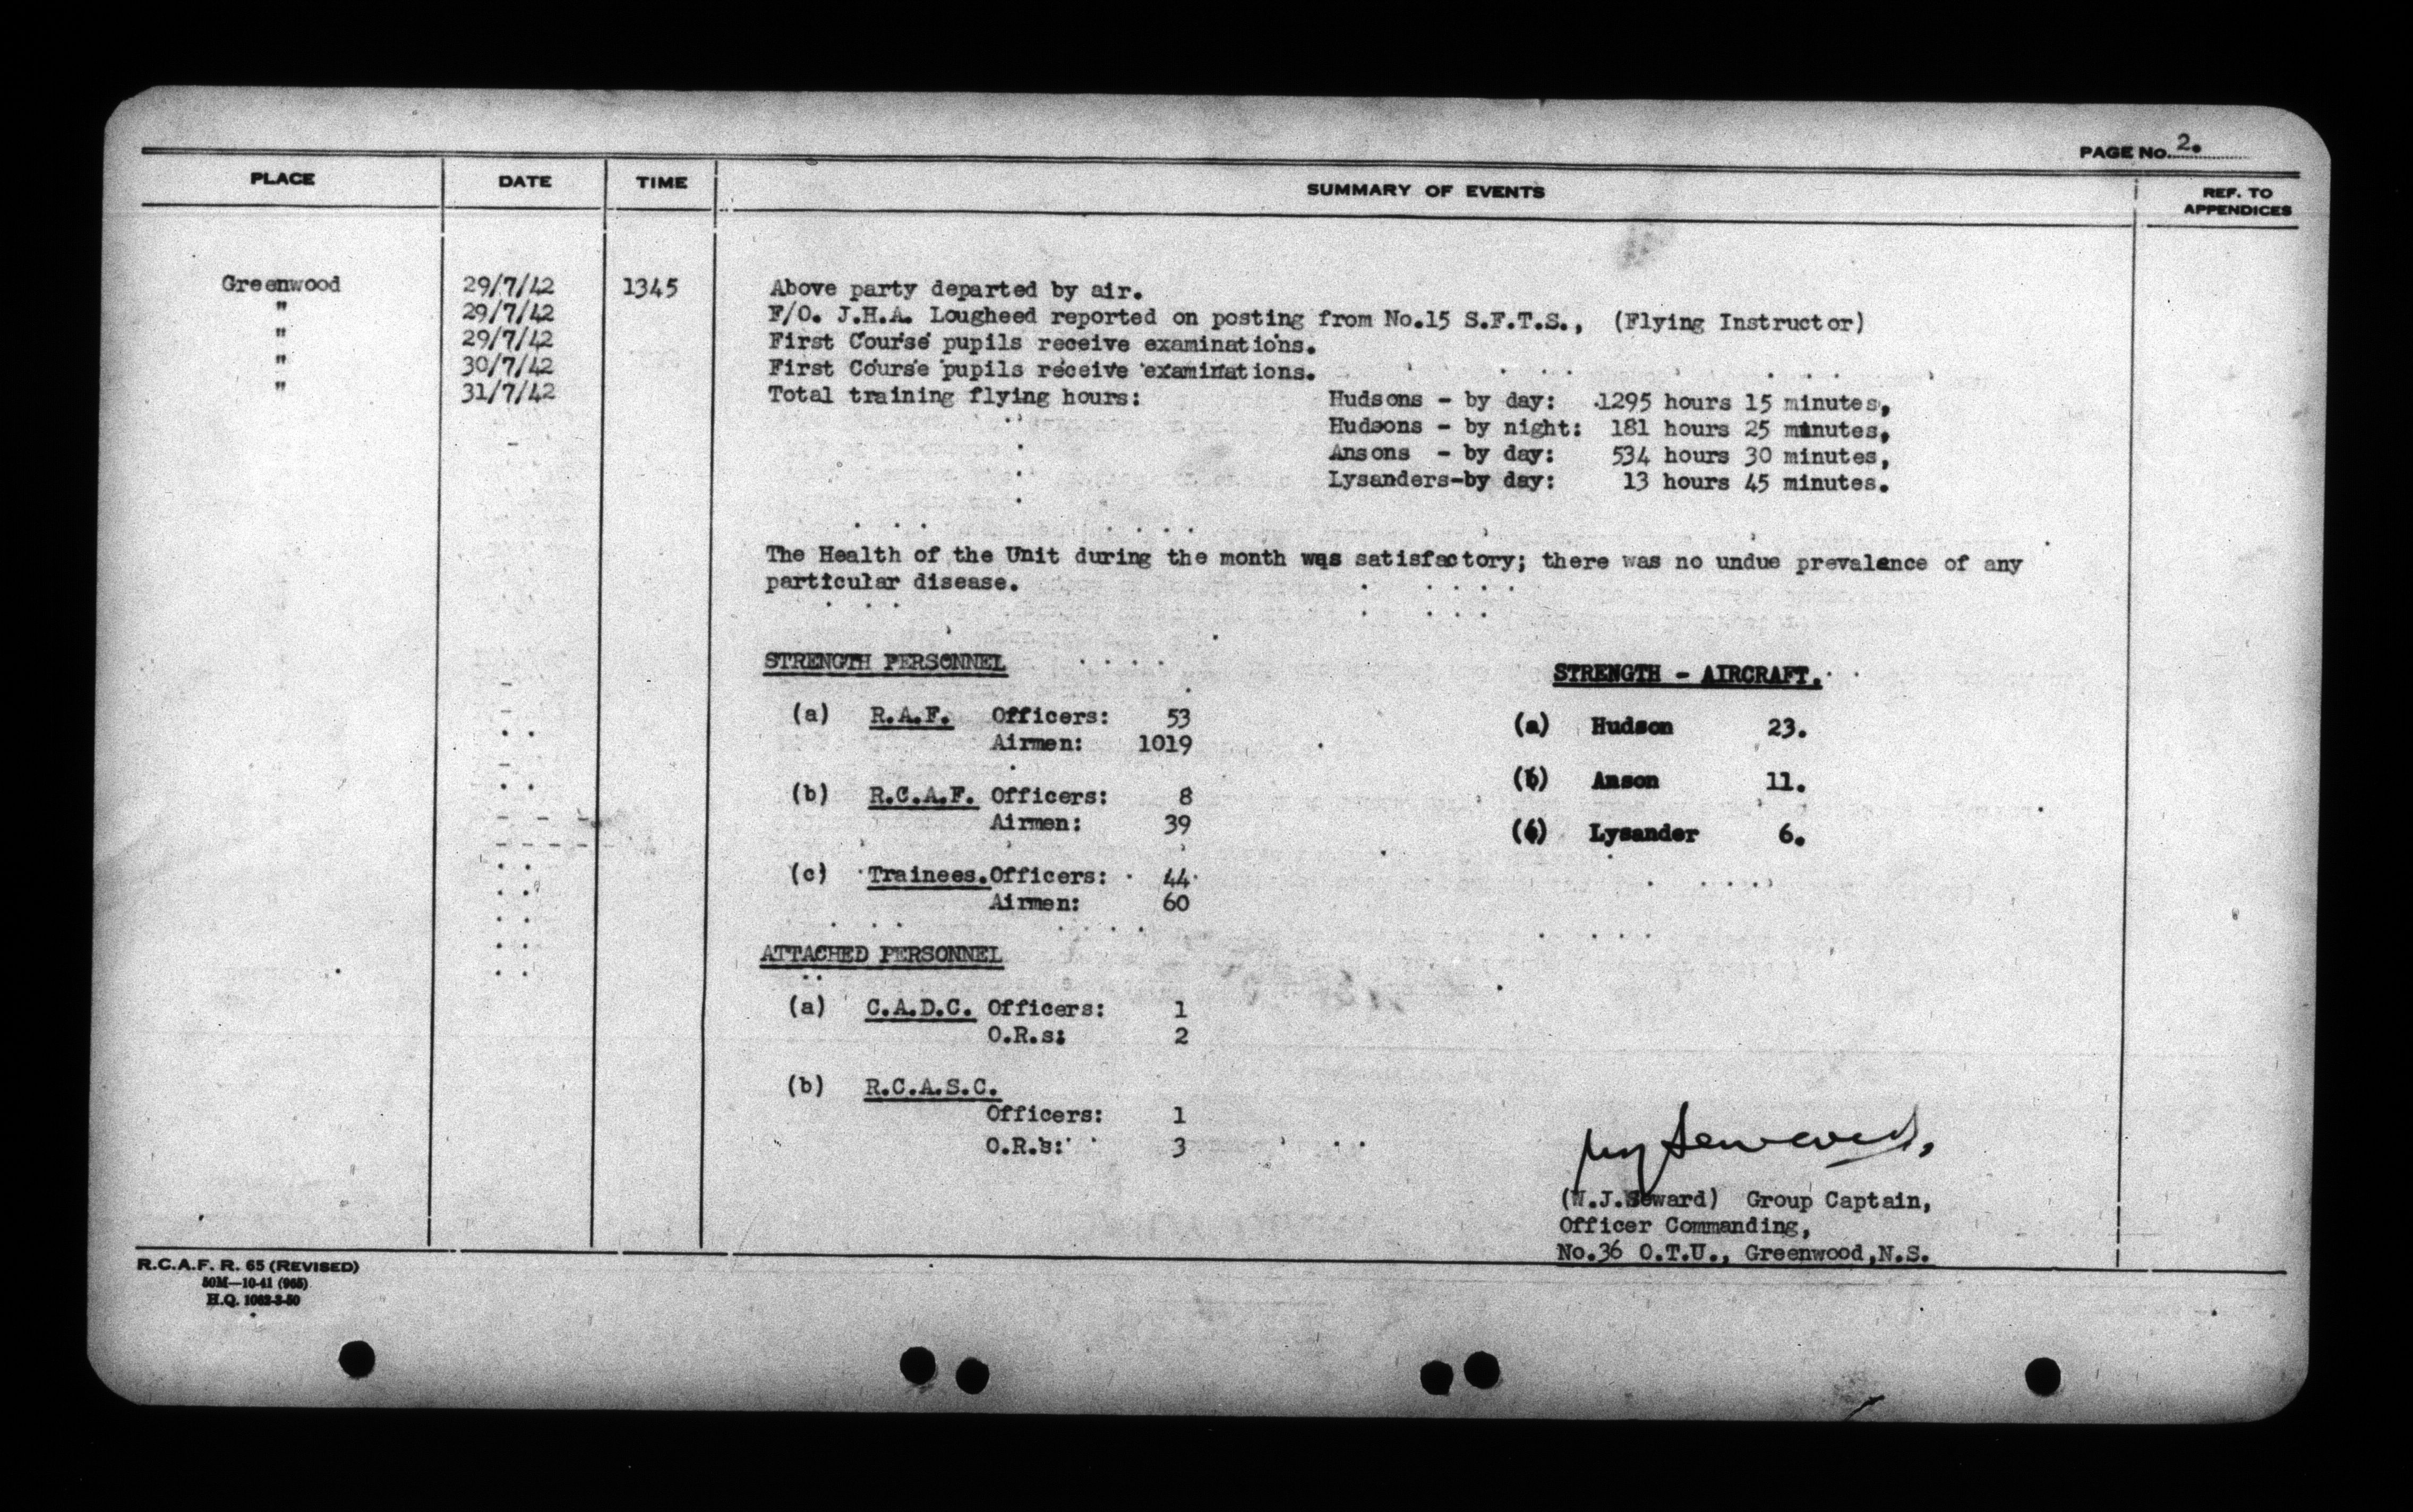 PAGE No. 2.
PLACE DATE TIME SUMMARY OF EVENTS REF. TO APPENDICES
Greenwood 29/7/42 1345 Above party departed by air.
" 29/7/42 F/O. J.H.A. Lougheed reported on posting from No.15 S.F.T.S., (Flying Instructor)
" 29/7/42 First Course pupils receive examinations.
" 30/7/42 First Course pupils receive examinations.
" 31/7/42 Total training flying hours: Hudsons - by day: 1295 hours 15 minutes,
Hudsons - by night: 181 hours 25 minutes,
Ansons - by day: 534 hours 30 minutes,
Lysanders-by day: 13 hours 45 minutes.
The Health of the Unit during the month was satisfactory; there was no undue prevalence of any
particular disease.
STRENGTH PERSONNEL STRENGTH - AIRCRAFT.
(a) R.A.F. Officers: 53 (a) Hudson 23.
Airmen: 1019
(b) R.C.A.F. Officers: 8 (b) Anson 11.
Airmen: 39 (c) Lysander 6.
(c) Trainees. Officers: 44
Airmen: 60
ATTACHED PERSONNEL
(a) C.A.D.C. Officers: 1
O.R.s: 2
(b) R.C.A.S.C.
Officers: 1
O.R.s: 3
(W.J.Seward) Group Captain,
Officer Commanding,
No.36 O.T.U., Greenwood,N.S.
R.C.A.F. R. 65 (REVISED)
50M—10-41 (965)
H.Q. 1062-3-50